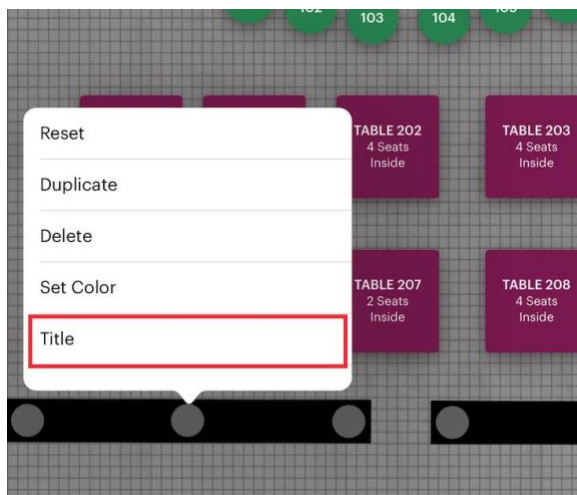 103
104
Reset
Duplicate
Delete
Set Color
Title
TABLE 202
4 Seats
Inside
TABLE 203
4 Seats
Inside
TABLE 207
2 Seats
Inside
TABLE 208
4 Seats
Inside